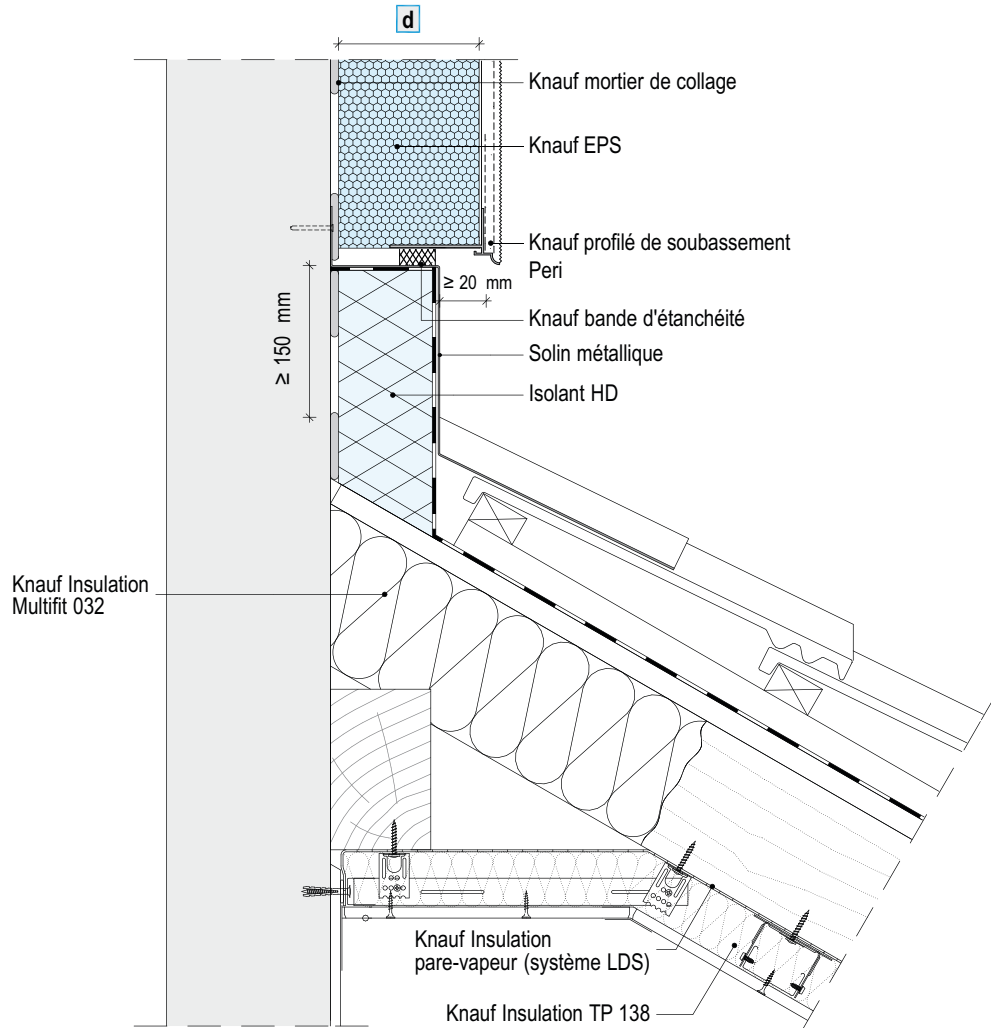 d
Knauf mortier de collage
Knauf EPS
Knauf profilé de soubassement
Peri
≥ 20 mm
Knauf bande d'étanchéité
≥ 150 mm
Solin métallique
Isolant HD
Knauf Insulation
Multifit 032
Knauf Insulation
pare-vapeur (système LDS)
Knauf Insulation TP 138